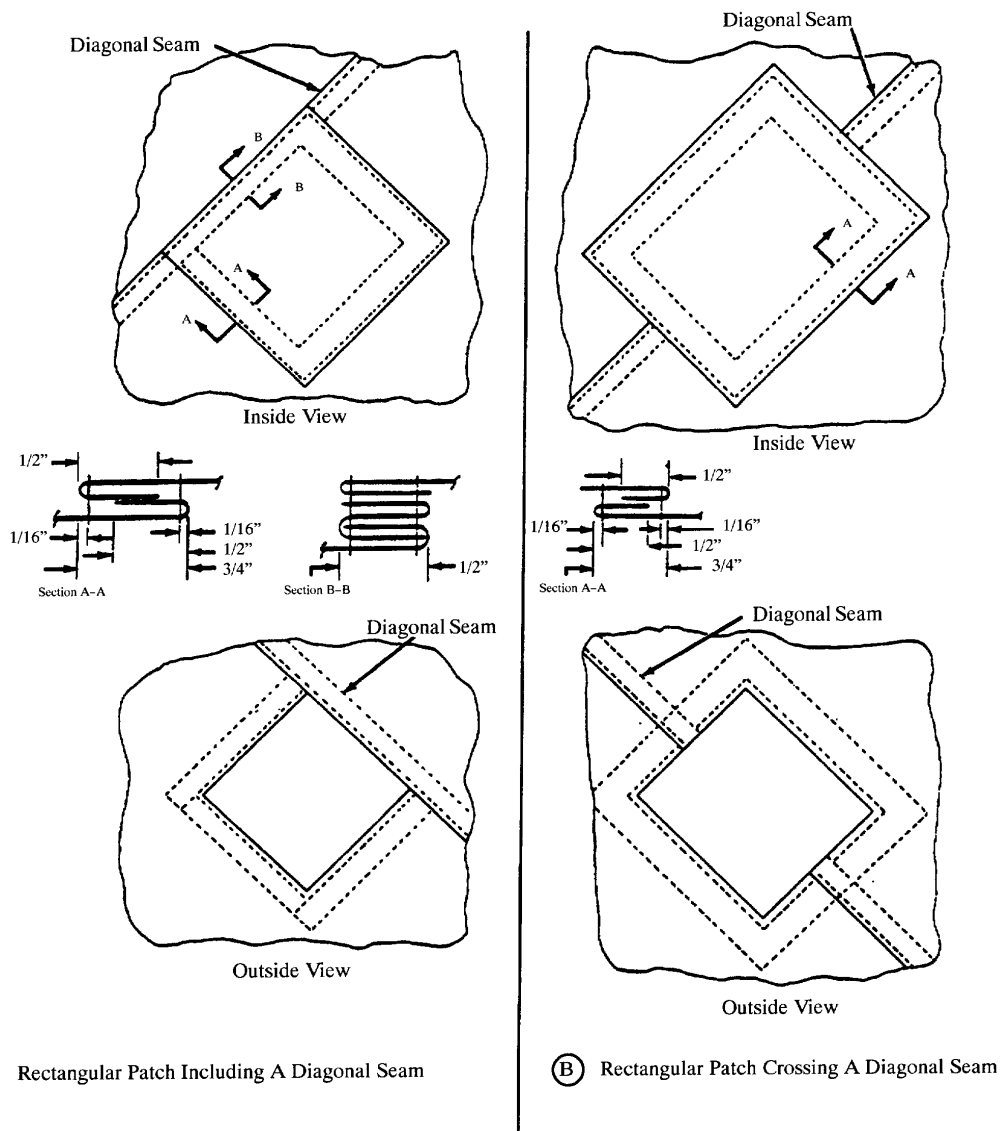 Diagonal Seam
B
B
A
A
Inside View
1/2”
1/16”
1/16”
1/2”
3/4”
Section A–A
1/2”
Section B–B
Diagonal Seam
Outside View
Rectangular Patch Including A Diagonal Seam
Diagonal Seam
A
A
Inside View
1/2”
1/16”
1/16”
1/2”
3/4”
Section A–A
Diagonal Seam
Outside View
B Rectangular Patch Crossing A Diagonal Seam